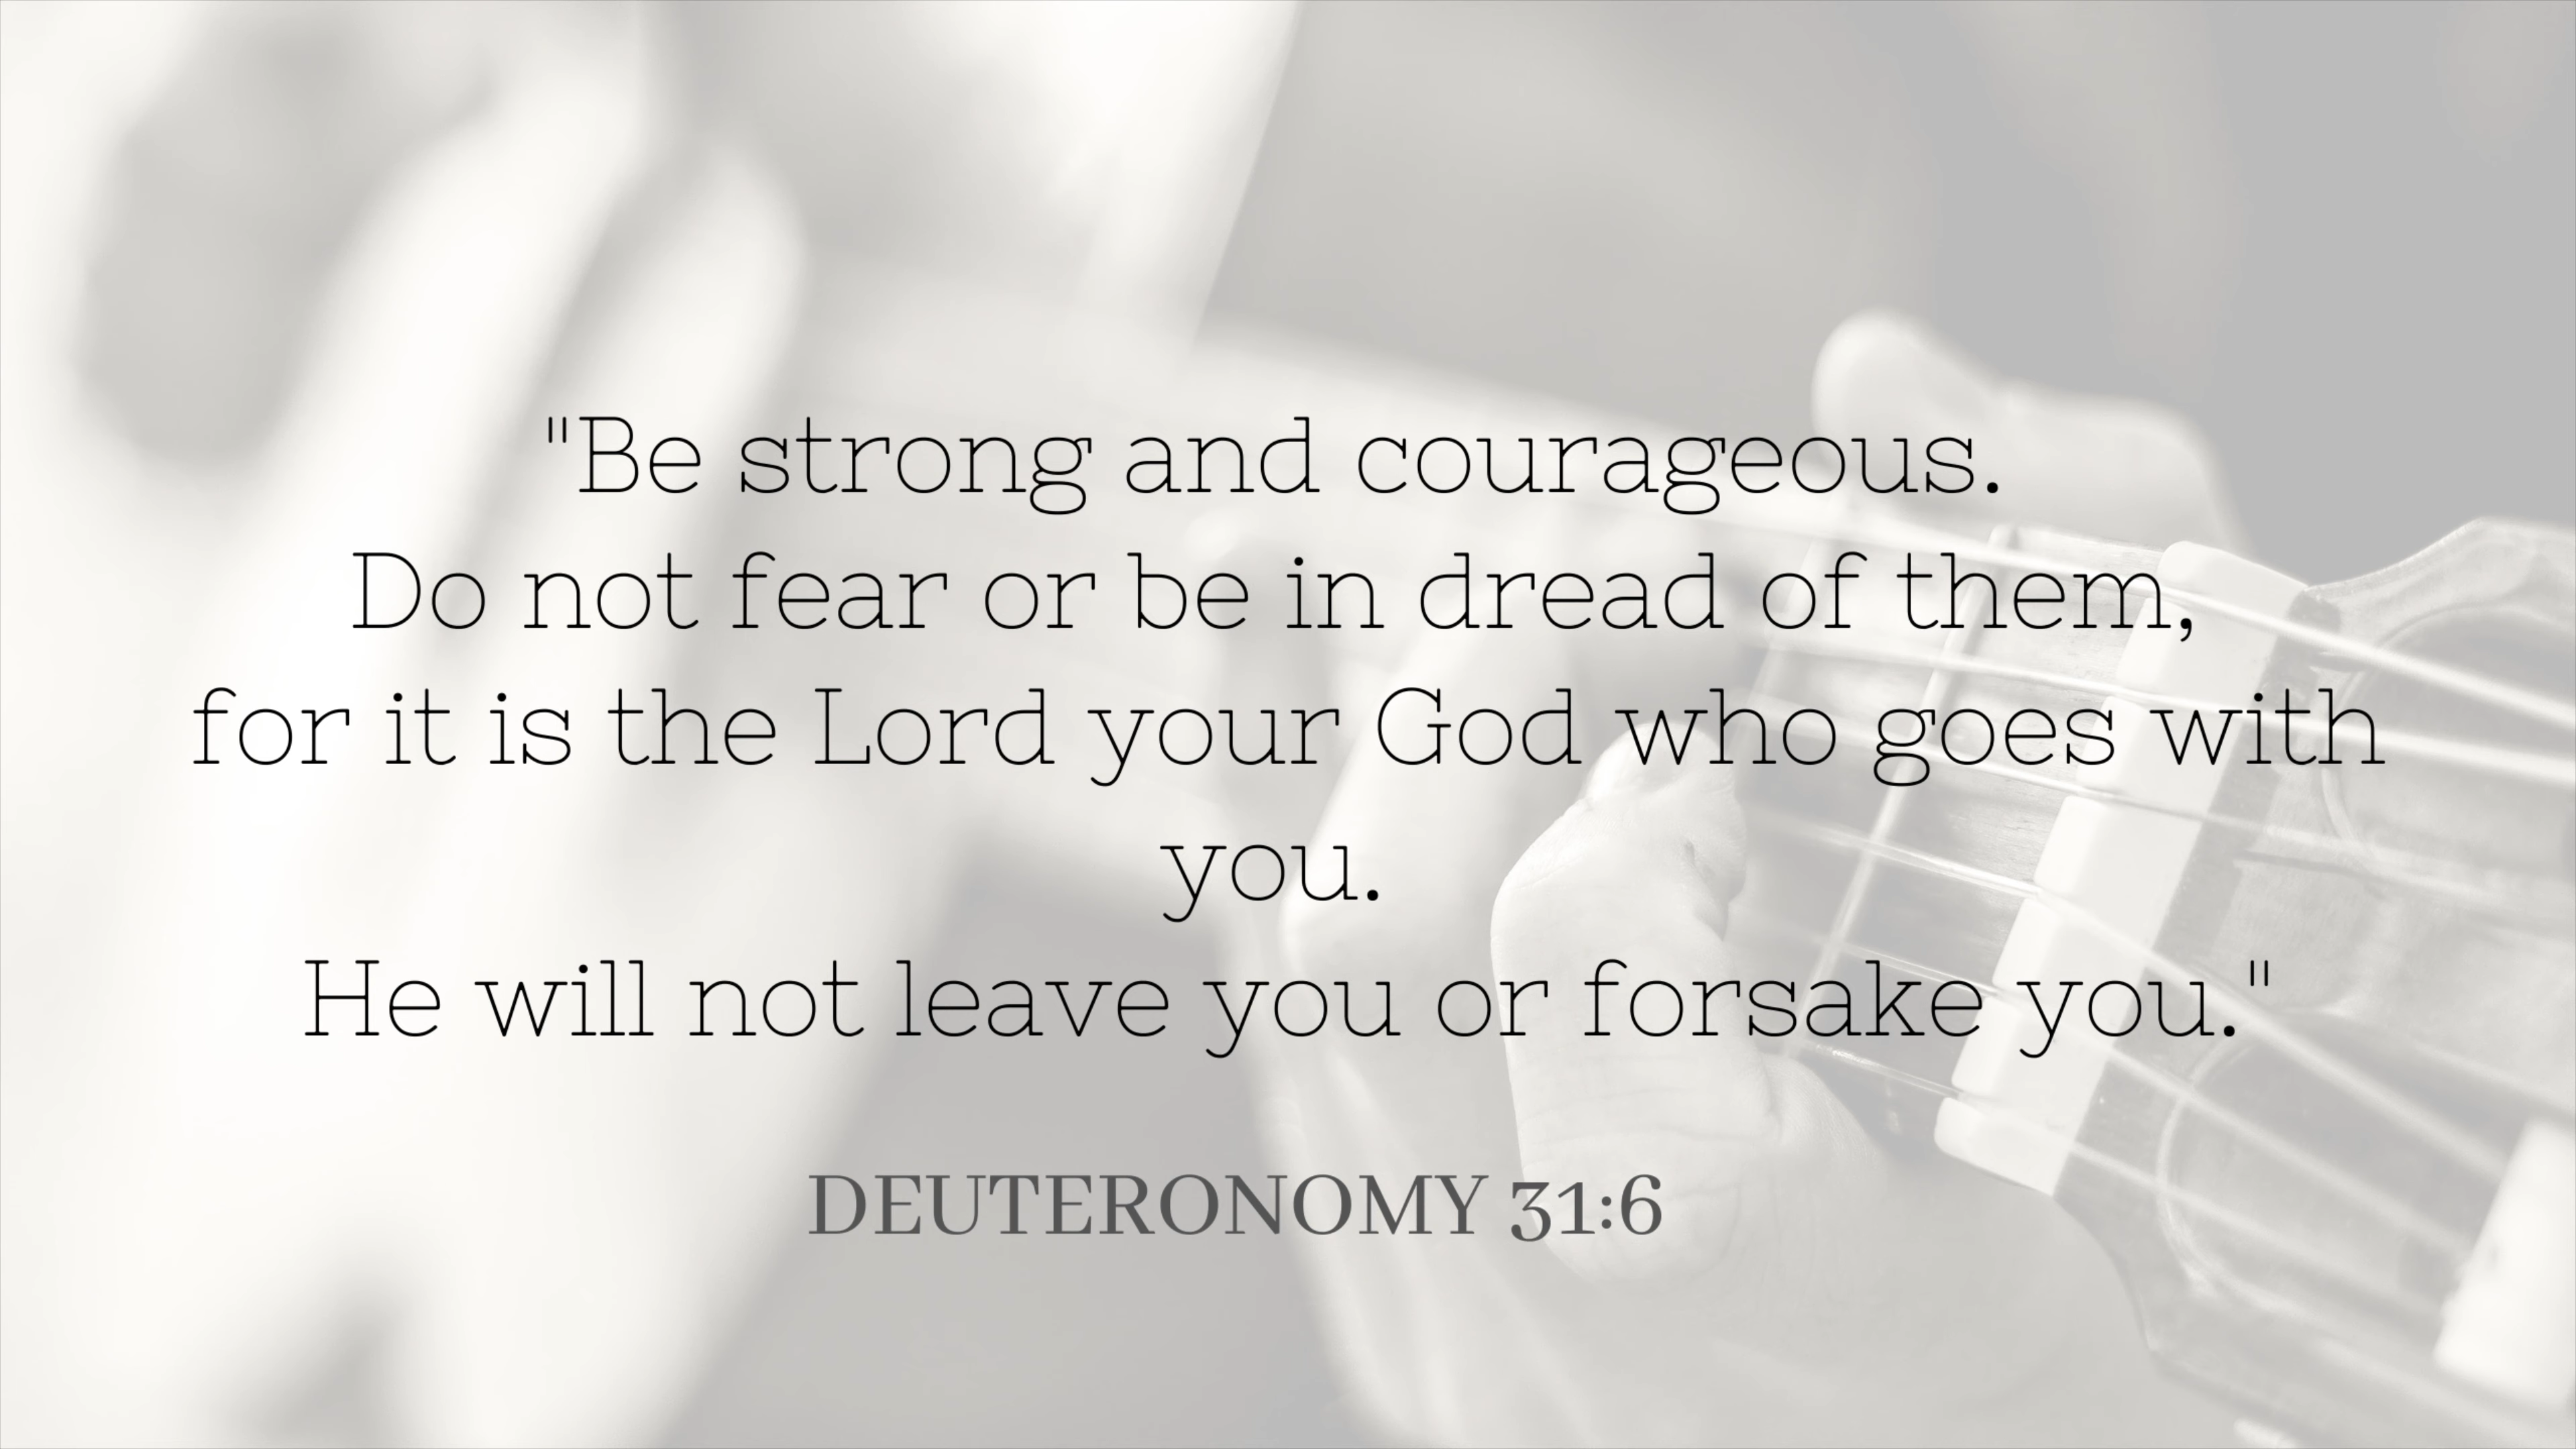 "Be strong and courageous.
Do not fear or be in dread of them,
for it is the Lord your God who goes with
you.
He will not leave you or forsake you."
DEUTERONOMY 31:6